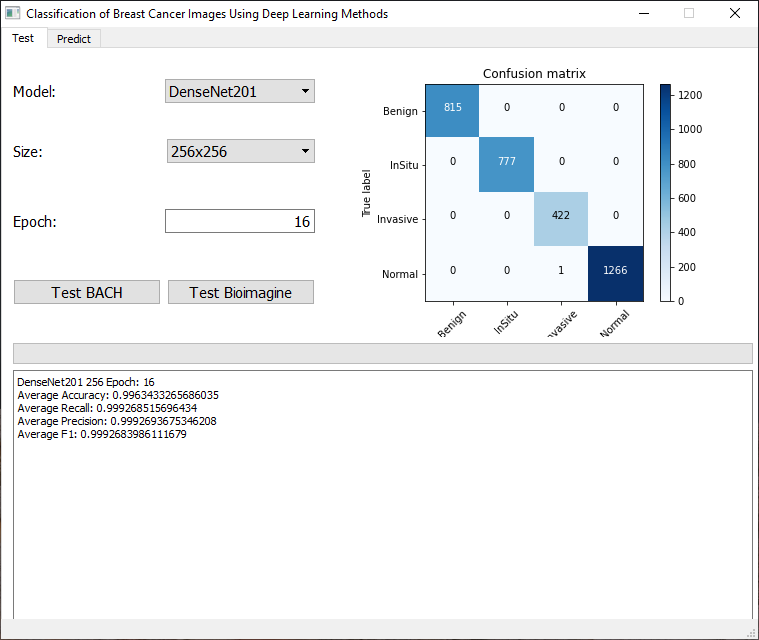 Classification of Breast Cancer Images Using Deep Learning Methods
Test
Predict
Model:
DenseNet201
Size:
256x256
Epoch:
16
Test BACH
Test Bioimagine
Confusion matrix
True label
Benign
815
0
0
0
InSitu
0
777
0
0
Invasive
0
0
422
0
Normal
0
0
1
1266
Benign
InSitu
nvasive
Normal
1200
1000
800
600
400
200
0
DenseNet201 256 Epoch: 16
Average Accuracy: 0.9963433265686035
Average Recall: 0.999268515696434
Average Precision: 0.9992693675346208
Average F1: 0.9992683986111679